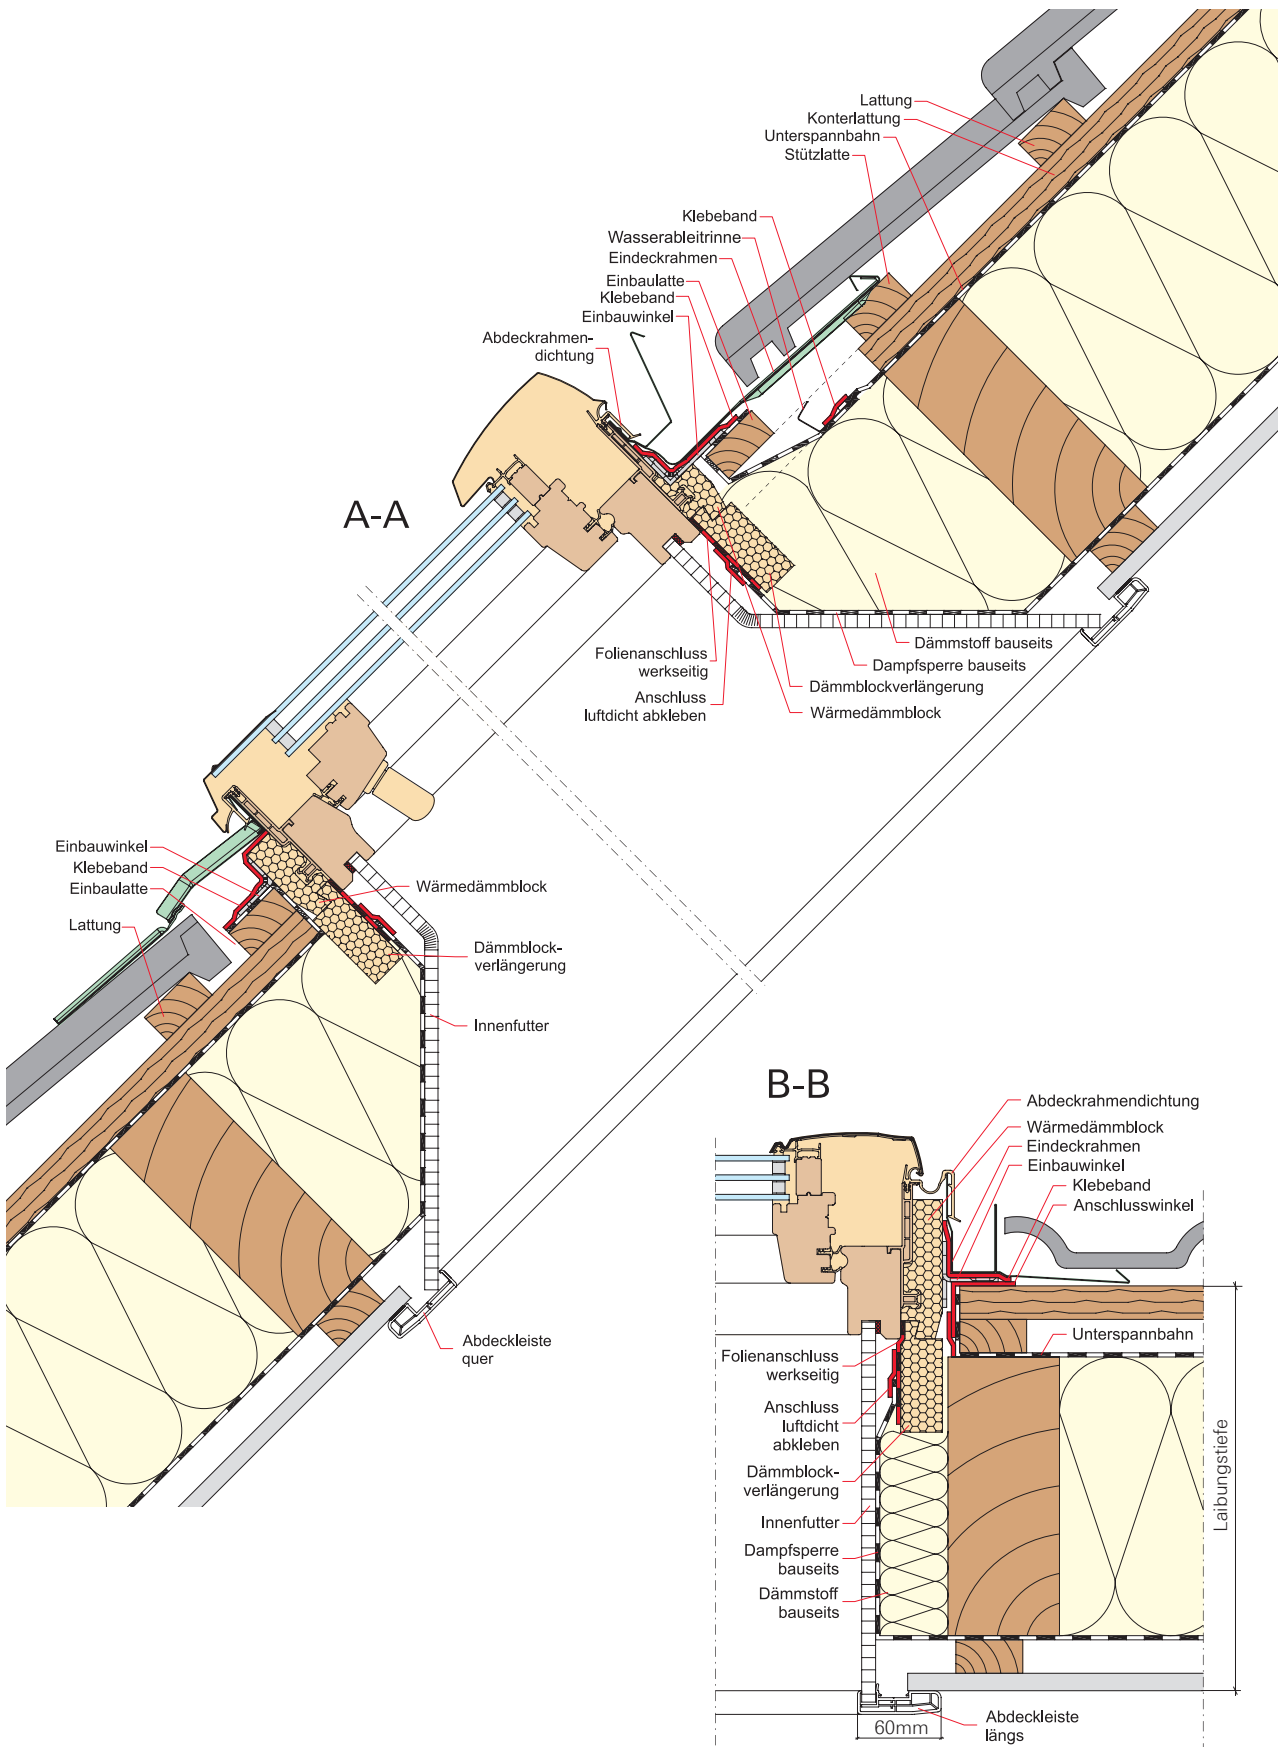 Lattung
Konterlattung
Unterspannbahn
Stützlatte
Klebeband
Wasserableitrinne
Eindeckrahmen
Einbaulatte
Klebeband
Einbauwinkel
Abdeckrahmen-
dichtung
A-A
Folienanschluss
werkseitig
Anschluss
luftdicht abkleben
Dämmstoff bauseits
Dampfsperre bauseits
Dämmblockverlängerung
Wärmedämmblock
Einbauwinkel
Klebeband
Einbaulatte
Lattung
Wärmedämmblock
Dämmblock-
verlängerung
Innenfutter
Abdeckleiste
quer
B-B
Abdeckrahmendichtung
Wärmedämmblock
Eindeckrahmen
Einbauwinkel
Klebeband
Anschlusswinkel
Unterspannbahn
Folienanschluss
werkseitig
Anschluss
luftdicht
abkleben
Dämmblock-
verlängerung
Innenfutter
Dampfsperre
bauseits
Dämmstoff
bauseits
Laibungstiefe
60mm
Abdeckleiste
längs